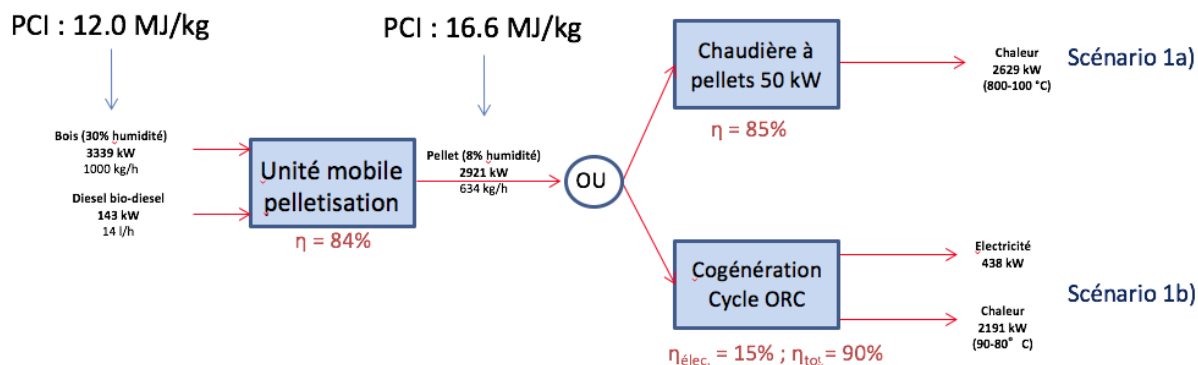 PCI : 12.0 MJ/kg
PCI : 16.6 MJ/kg
Bois (30% humidité)
3339 kW
1000 kg/h
Diesel bio-diesel
143 kW
14 l/h
Unité mobile
pelletisation
η = 84%
Pellet (8% humidité)
2921 kW
634 kg/h
OU
Chaudière à
pellets 50 kW
η = 85%
Chaleur
2629 kW
(800-100 °C)
Scénario 1a)
Cogénération
Cycle ORC
ηélec. = 15% ; ηtot. = 90%
Electricité
438 kW
Chaleur
2191 kW
(90-80° C)
Scénario 1b)